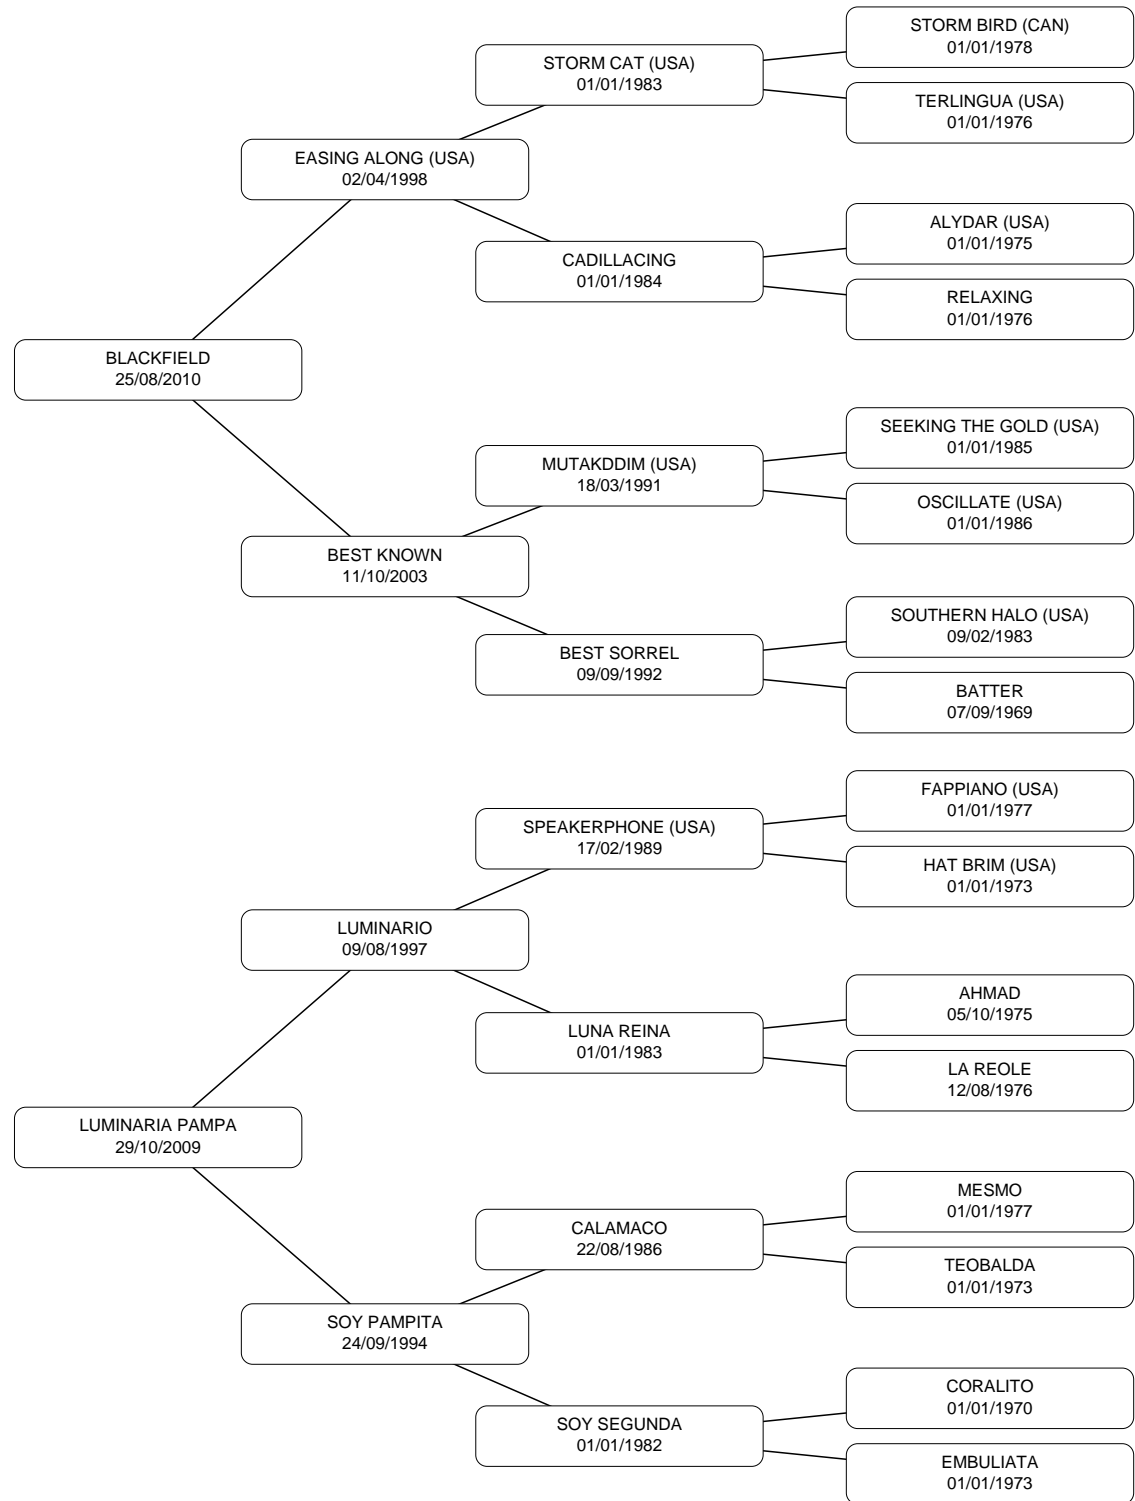 STORM BIRD (CAN)
01/01/1978
STORM CAT (USA)
01/01/1983
TERLINGUA (USA)
01/01/1976
EASING ALONG (USA)
02/04/1998
ALYDAR (USA)
01/01/1975
CADILLACING
01/01/1984
RELAXING
01/01/1976
BLACKFIELD
25/08/2010
SEEKING THE GOLD (USA)
01/01/1985
MUTAKDDIM (USA)
18/03/1991
OSCILLATE (USA)
01/01/1986
BEST KNOWN
11/10/2003
SOUTHERN HALO (USA)
09/02/1983
BEST SORREL
09/09/1992
BATTER
07/09/1969
FAPPIANO (USA)
01/01/1977
SPEAKERPHONE (USA)
17/02/1989
HAT BRIM (USA)
01/01/1973
LUMINARIO
09/08/1997
AHMAD
05/10/1975
LUNA REINA
01/01/1983
LA REOLE
12/08/1976
LUMINARIA PAMPA
29/10/2009
MESMO
01/01/1977
CALAMACO
22/08/1986
TEOBALDA
01/01/1973
SOY PAMPITA
24/09/1994
CORALITO
01/01/1970
SOY SEGUNDA
01/01/1982
EMBULIATA
01/01/1973